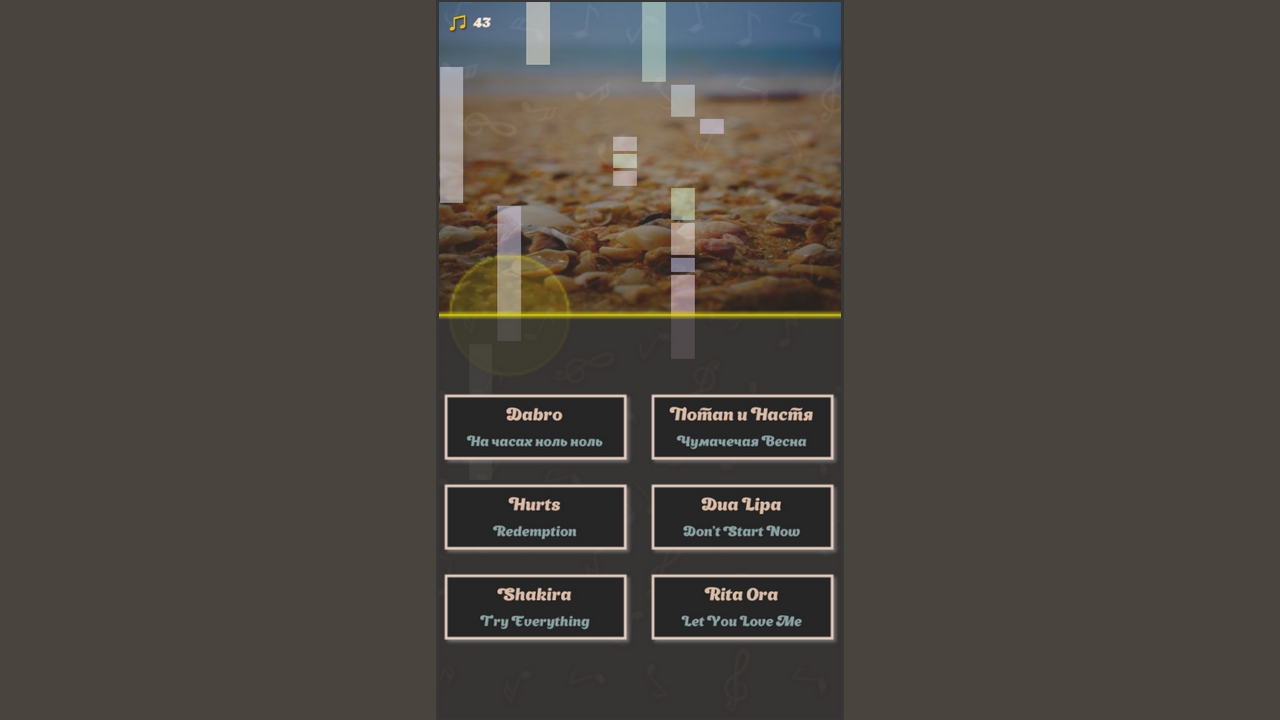 43
Dabro
На часах ноль ноль
Потап и Настя
Чумачечая Весна
Hurts
Redemption
Dua Lipa
Don't Start Now
Shakira
Try Everything
Rita Ora
Let You Love Me